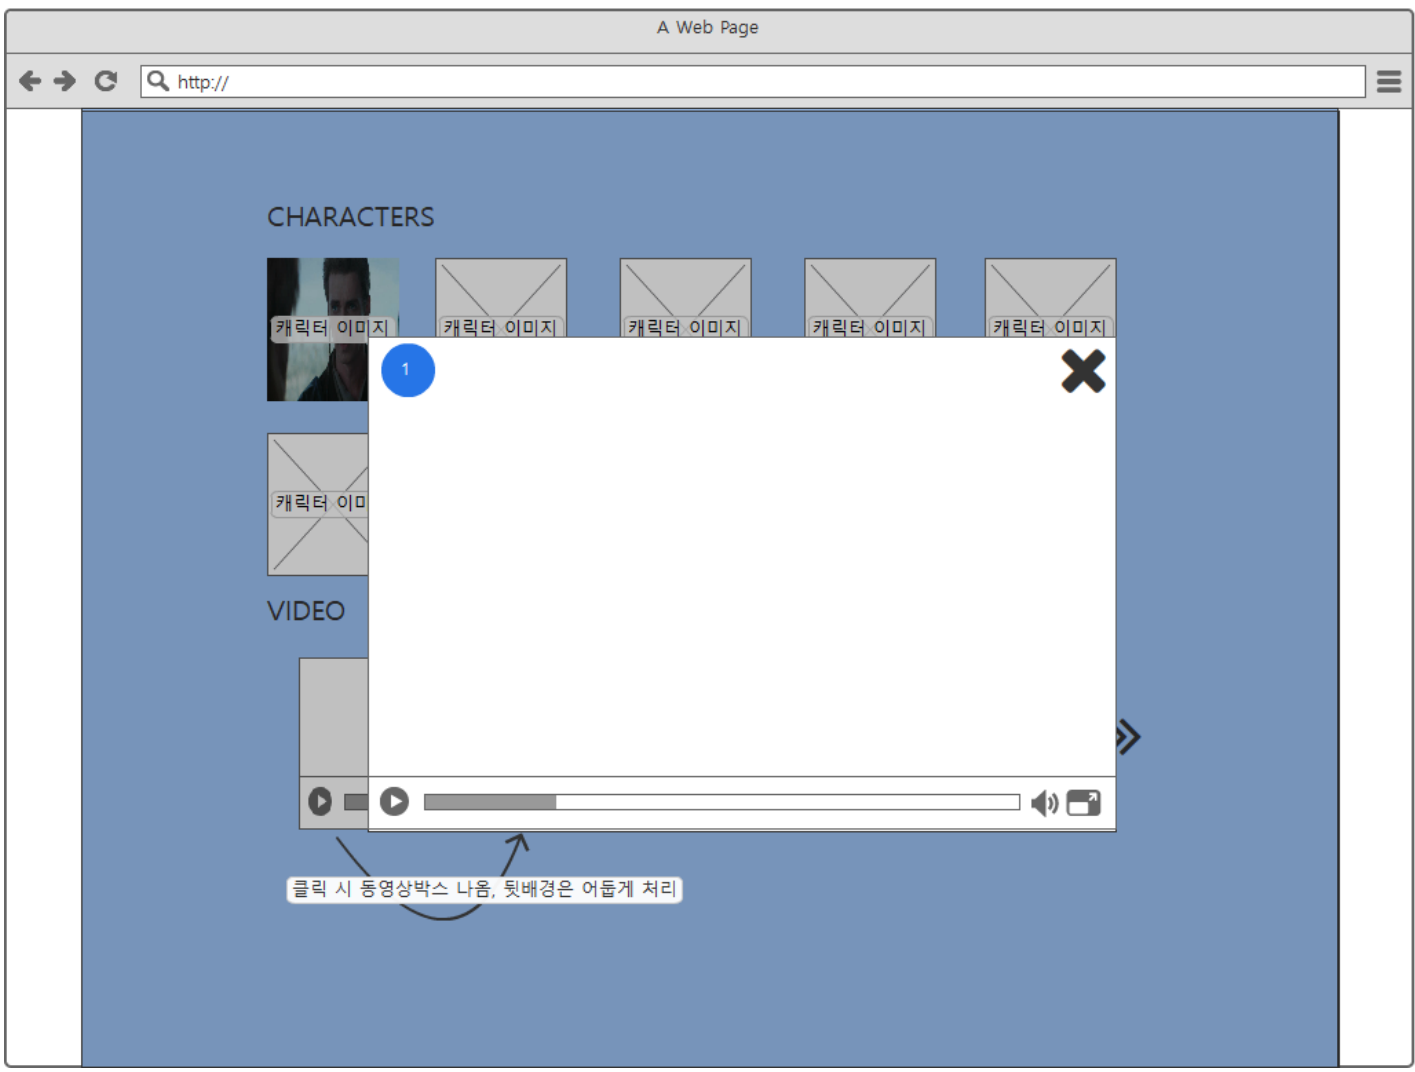 A Web Page
http://
CHARACTERS
캐릭터 이미지
캐릭터 이미지
캐릭터 이미지
캐릭터 이미지
캐릭터 이미지
1
캐릭터 이미
VIDEO
클릭 시 동영상박스 나옴, 뒷배경은 어둡게 처리